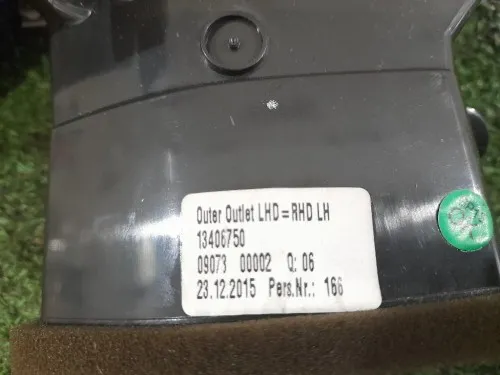 Outer Outlet LHD = RHD LH
13406750
09073 00002 Q: 06
23.12.2015 Pers.Nr.: 166